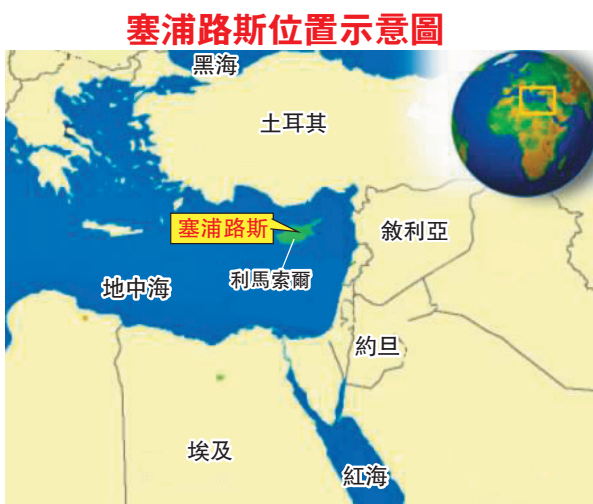 塞浦路斯位置示意圖
黑海
土耳其
塞浦路斯
敘利亞
利馬索爾
地中海
約旦
埃及
紅海